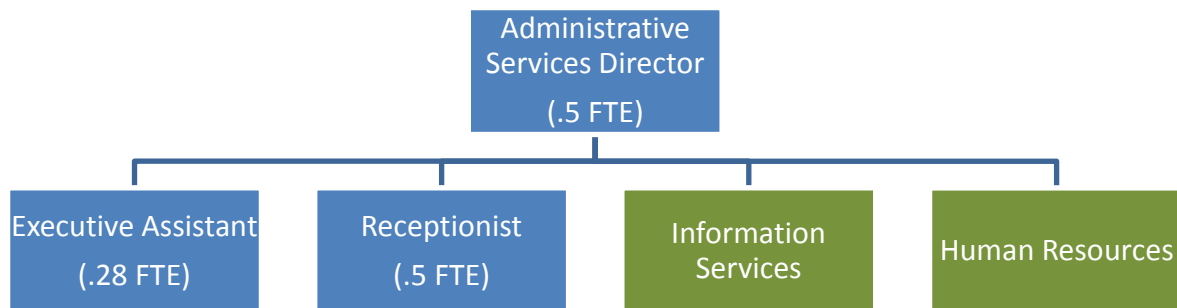 Administrative
Services Director
(.5 FTE)
Executive Assistant
(.28 FTE)
Receptionist
(.5 FTE)
Information
Services
Human Resources